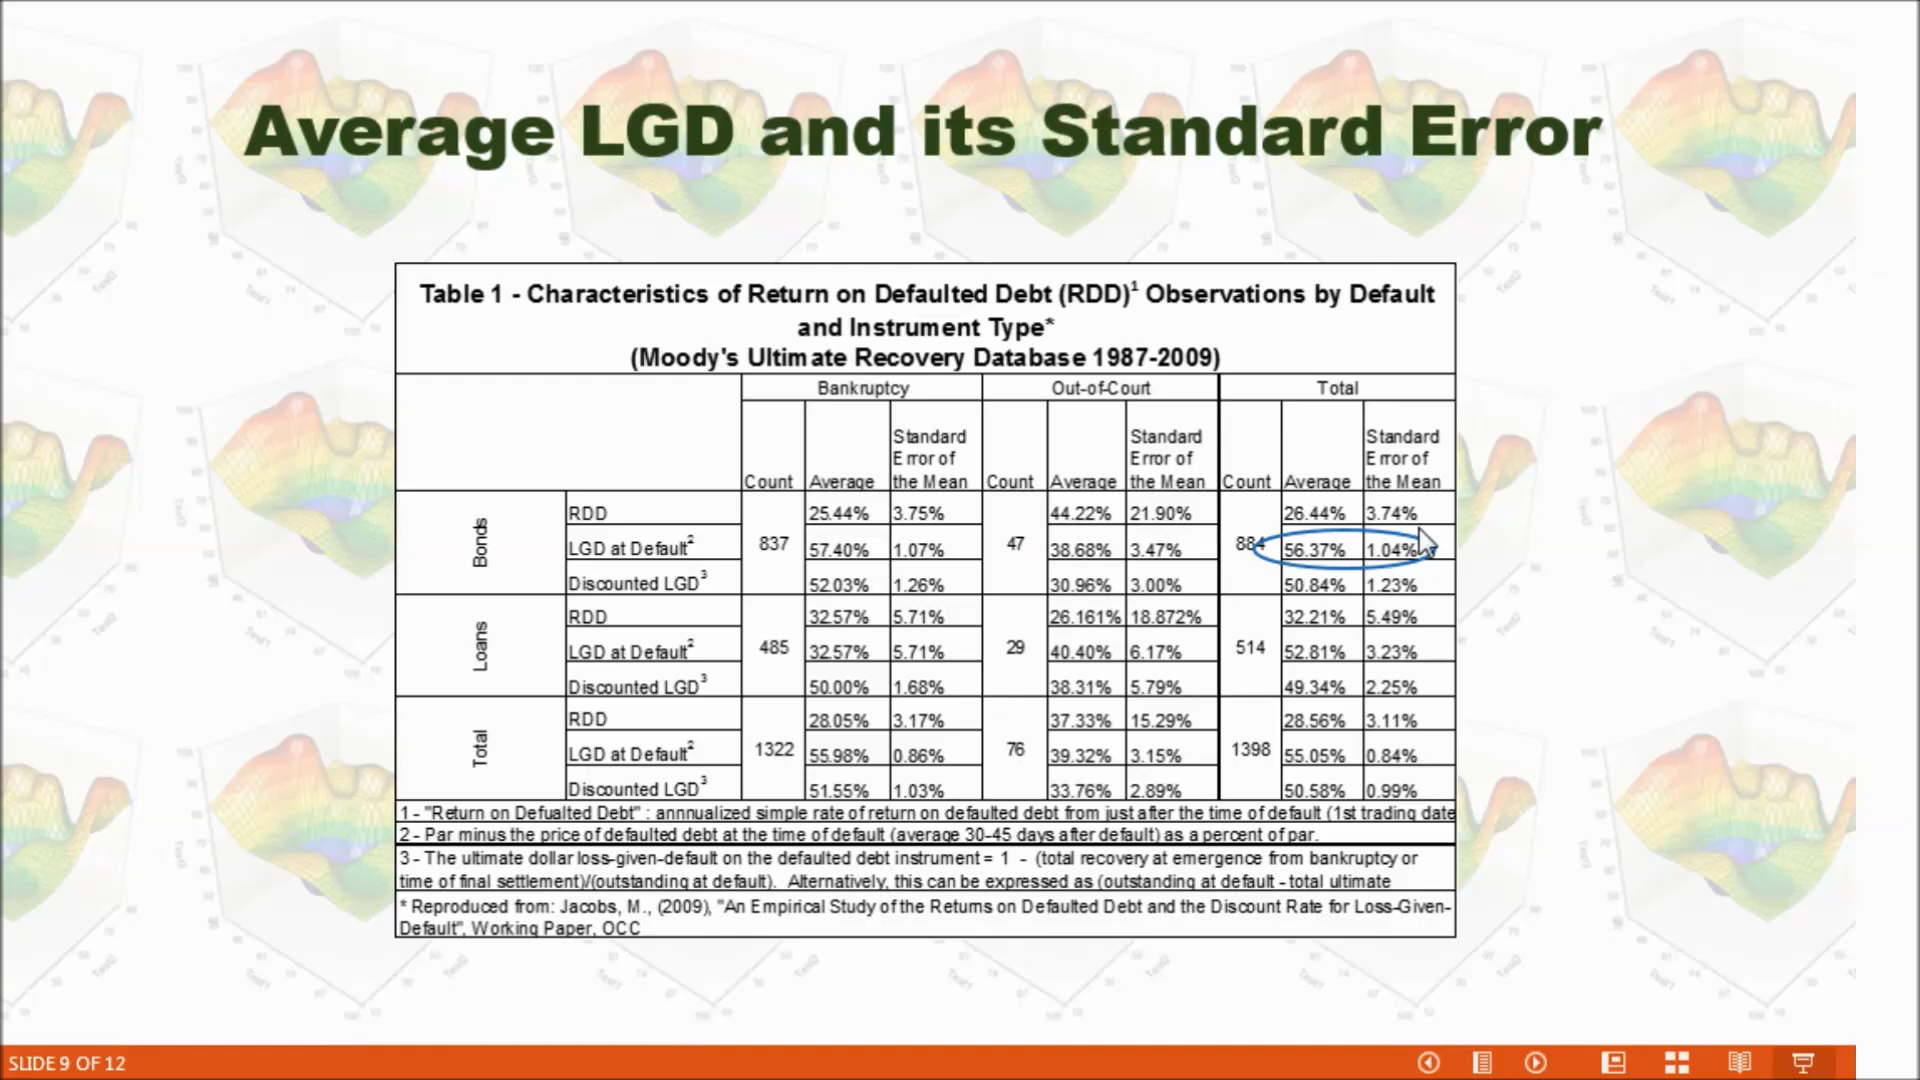 Average LGD and its Standard Error
Table 1 - Characteristics of Return on Defaulted Debt (RDD)¹ Observations by Default
and Instrument Type*
(Moody's Ultimate Recovery Database 1987-2009)
Bankruptcy Out-of-Court Total
Count Average Standard Error of the Mean Count Average Standard Error of the Mean Count Average Standard Error of the Mean
Bonds 837 47 884
RDD 25.44% 3.75% 44.22% 21.90% 26.44% 3.74%
LGD at Default² 57.40% 1.07% 38.68% 3.47% 56.37% 1.04%
Discounted LGD³ 52.03% 1.26% 30.96% 3.00% 50.84% 1.23%
Loans 485 29 514
RDD 32.57% 5.71% 26.161% 18.872% 32.21% 5.49%
LGD at Default² 32.57% 5.71% 40.40% 6.17% 52.81% 3.23%
Discounted LGD³ 50.00% 1.68% 38.31% 5.79% 49.34% 2.25%
Total 1322 76 1398
RDD 28.05% 3.17% 37.33% 15.29% 28.56% 3.11%
LGD at Default² 55.98% 0.86% 39.32% 3.15% 55.05% 0.84%
Discounted LGD³ 51.55% 1.03% 33.76% 2.89% 50.58% 0.99%
1 - "Return on Defualted Debt" : annnualized simple rate of return on defaulted debt from just after the time of default (1st trading date
2 - Par minus the price of defaulted debt at the time of default (average 30-45 days after default) as a percent of par.
3 - The ultimate dollar loss-given-default on the defaulted debt instrument = 1 - (total recovery at emergence from bankruptcy or
time of final settlement)/(outstanding at default). Alternatively, this can be expressed as (outstanding at default - total ultimate
* Reproduced from: Jacobs, M., (2009), "An Empirical Study of the Returns on Defaulted Debt and the Discount Rate for Loss-Given-
Default", Working Paper, OCC
SLIDE 9 OF 12